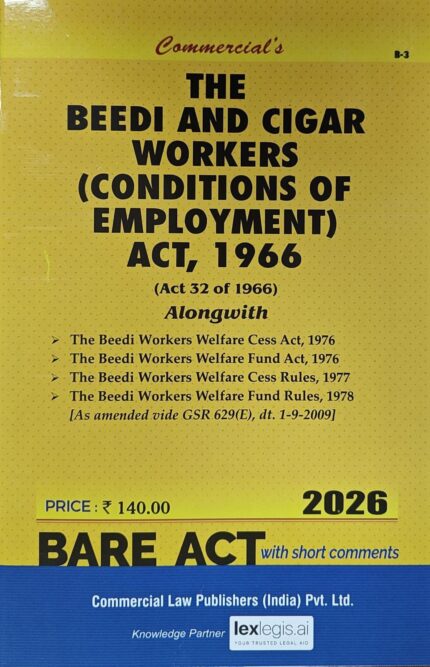 Commercial's
B-3
THE
BEEDI AND CIGAR
WORKERS
(CONDITIONS OF
EMPLOYMENT)
ACT, 1966
(Act 32 of 1966)
Alongwith
➤ The Beedi Workers Welfare Cess Act, 1976
➤ The Beedi Workers Welfare Fund Act, 1976
➤ The Beedi Workers Welfare Cess Rules, 1977
➤ The Beedi Workers Welfare Fund Rules, 1978
[As amended vide GSR 629(E), dt. 1-9-2009]
PRICE : ₹ 140.00
2026
BARE ACT with short comments
Commercial Law Publishers (India) Pvt. Ltd.
Knowledge Partner lexlegis.ai
YOUR TRUSTED LEGAL AID